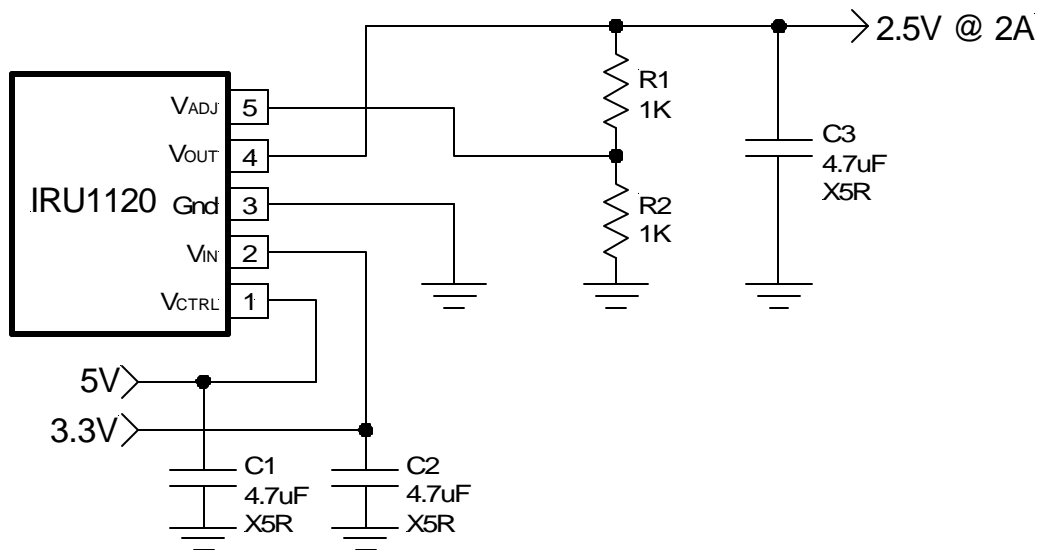 2.5V @ 2A
R1
1K
C3
4.7uF
X5R
R2
1K
IRU1120
VADJ 5
VOUT 4
Gnd 3
VIN 2
VCTRL 1
5V
3.3V
C1
4.7uF
X5R
C2
4.7uF
X5R